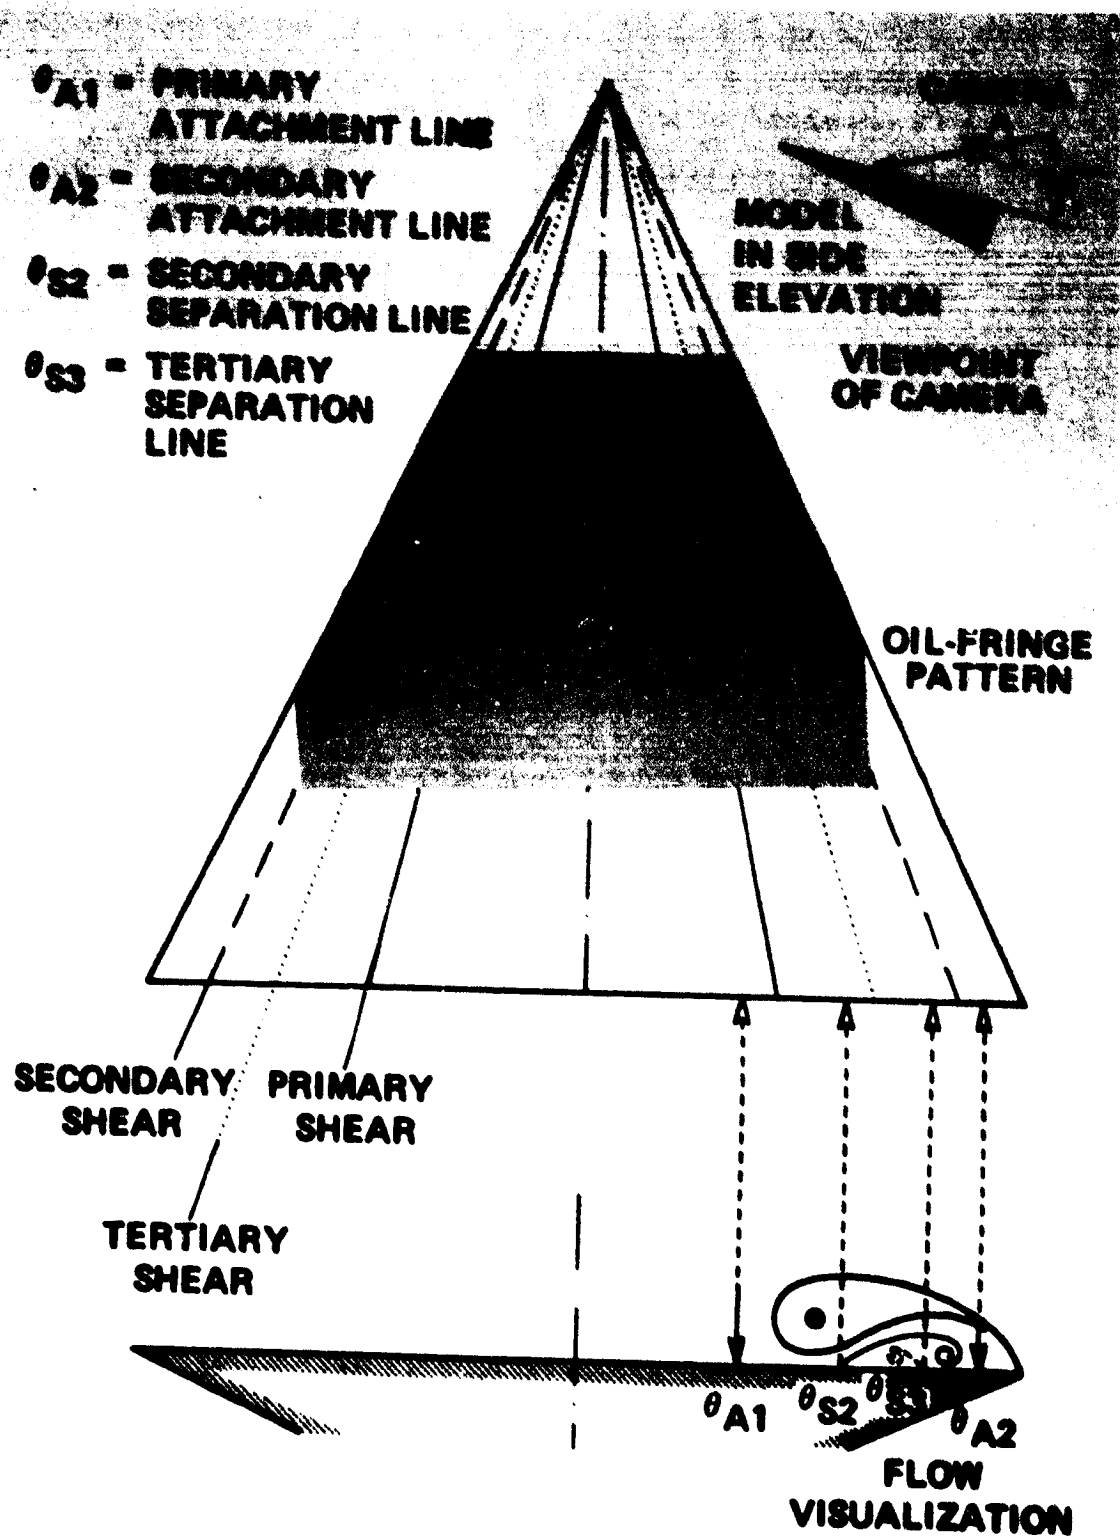 θA1 = PRIMARY
ATTACHMENT LINE
θA2 = SECONDARY
ATTACHMENT LINE
θS2 = SECONDARY
SEPARATION LINE
θS3 = TERTIARY
SEPARATION
LINE
CAMERA
MODEL
IN SIDE
ELEVATION
VIEWPOINT
OF CAMERA
OIL-FRINGE
PATTERN
SECONDARY
SHEAR
PRIMARY
SHEAR
TERTIARY
SHEAR
θA1
θS2
θS3
θA2
FLOW
VISUALIZATION